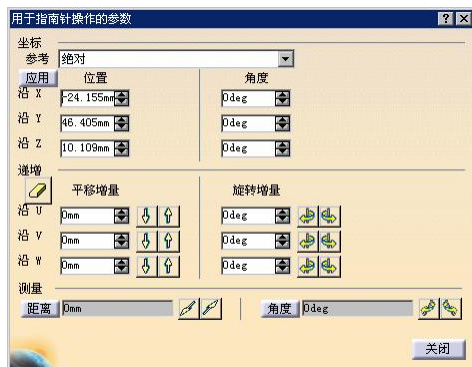 用于指南针操作的参数
坐标
参考 绝对
应用 位置 角度
沿 X -24.155mm 0deg
沿 Y 46.405mm 0deg
沿 Z 10.109mm 0deg
递增
平移增量 旋转增量
沿 U 0mm 0deg
沿 V 0mm 0deg
沿 W 0mm 0deg
测量
距离 0mm 角度 0deg
关闭